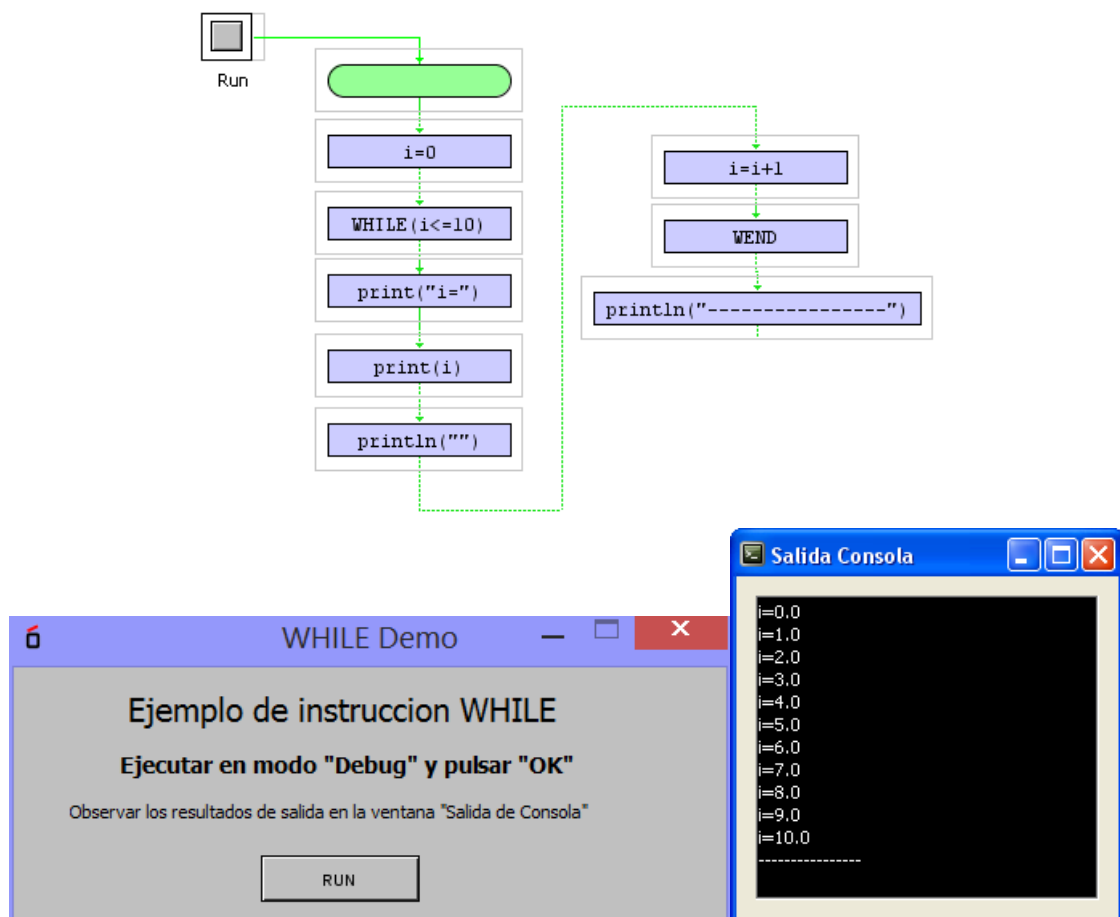 Run
i=0
WHILE(i<=10)
print("i=")
print(i)
println("")
i=i+1
WEND
println("----------------")
WHILE Demo
Ejemplo de instruccion WHILE
Ejecutar en modo "Debug" y pulsar "OK"
Observar los resultados de salida en la ventana "Salida de Consola"
RUN
Salida Consola
i=0.0
i=1.0
i=2.0
i=3.0
i=4.0
i=5.0
i=6.0
i=7.0
i=8.0
i=9.0
i=10.0
----------------